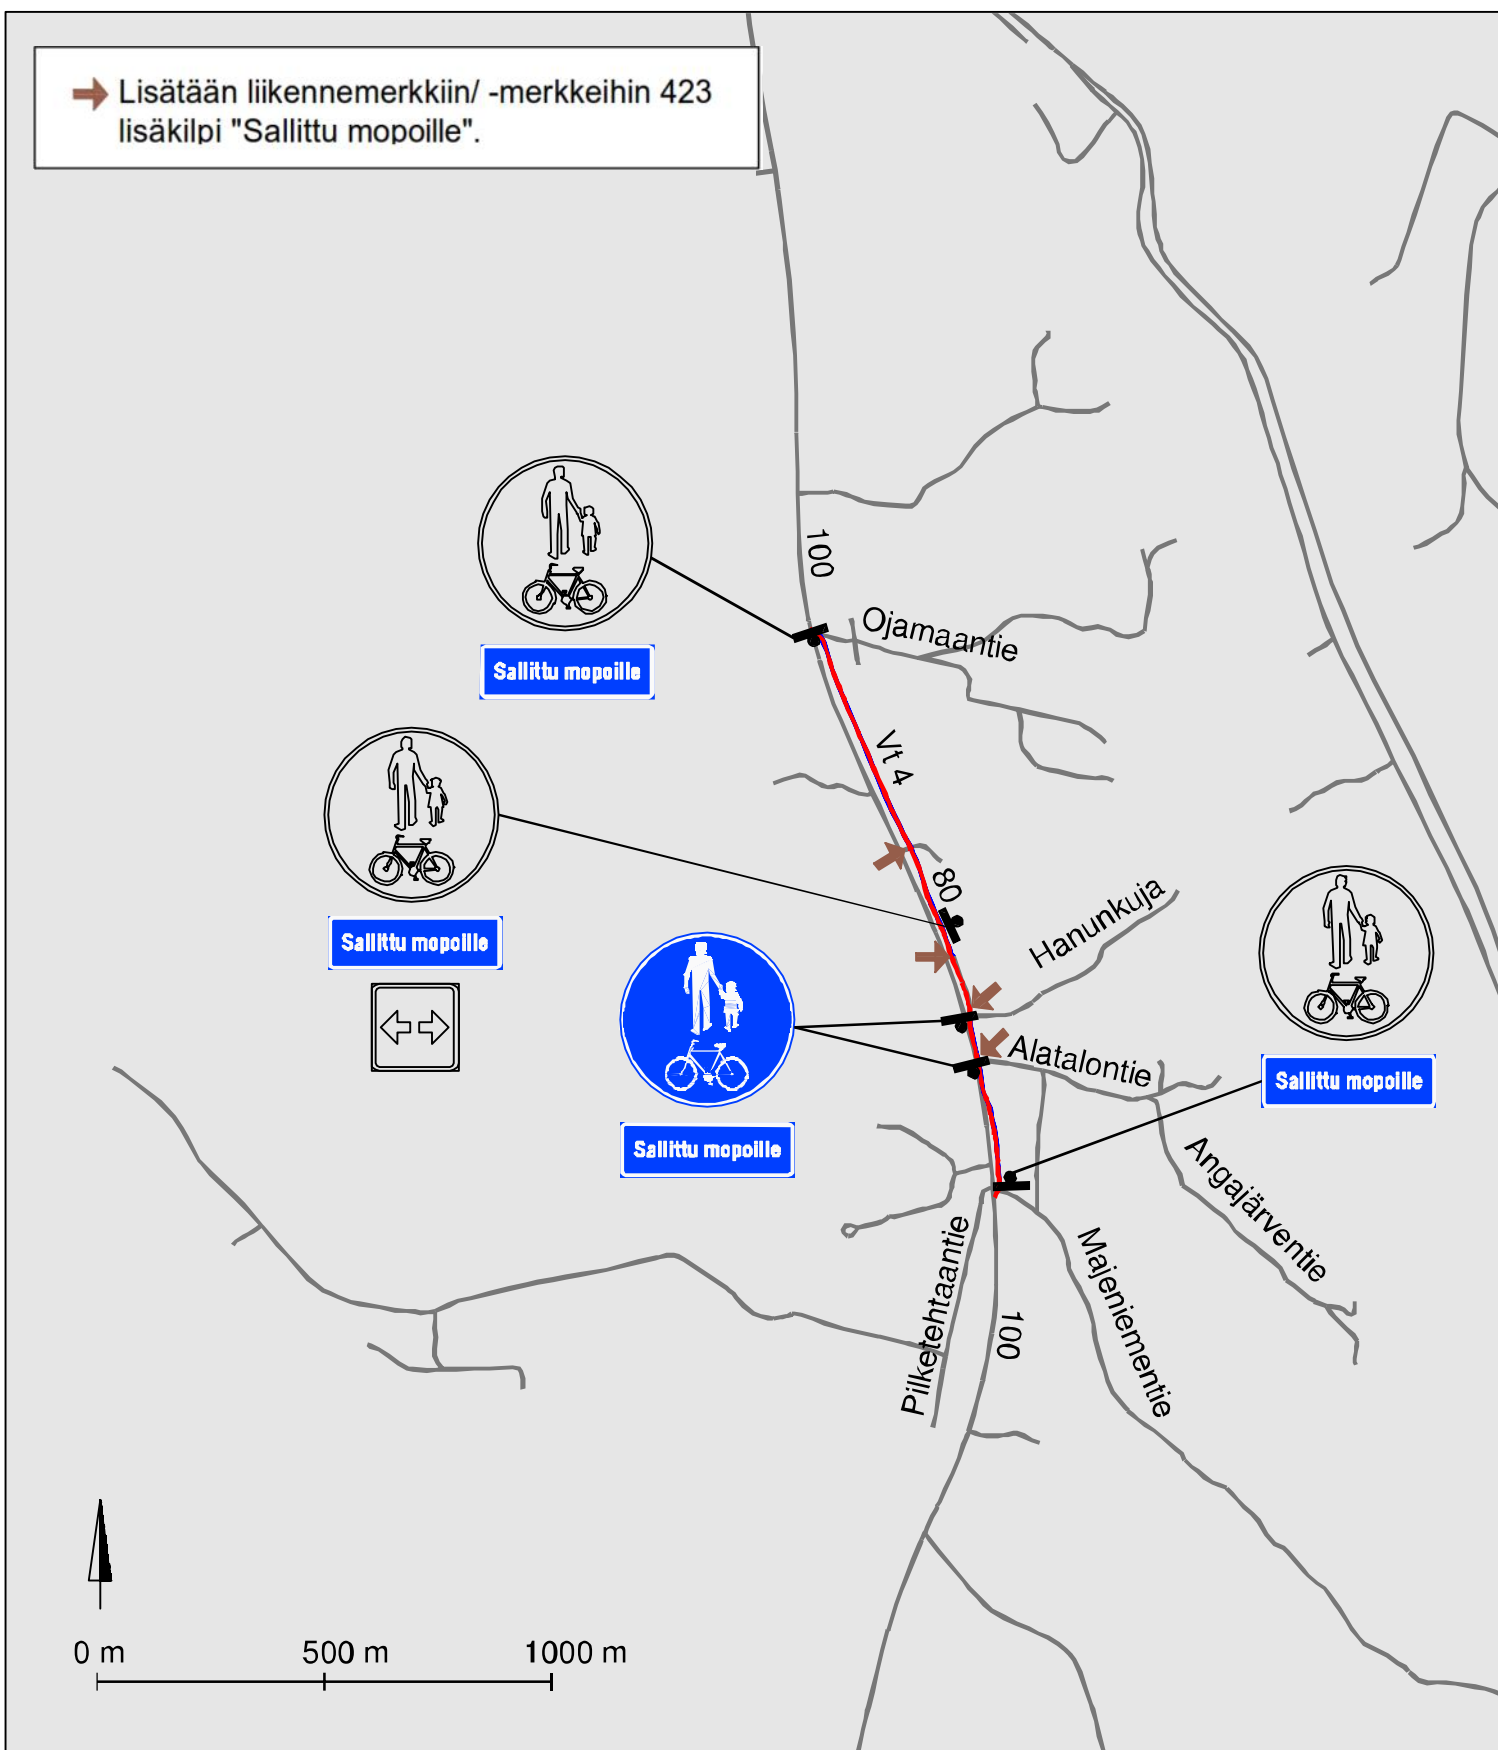 Lisätään liikennemerkkiin/ -merkkeihin 423
lisäkilpi "Sallittu mopoille".
100
Ojamaantie
Sallittu mopoille
Vt 4
80
Hanunkuja
Sallittu mopoille
Alatalontie
Sallittu mopoille
Sallittu mopoille
Angajärventie
Pilketehtaantie
Majeniementie
100
0 m
500 m
1000 m